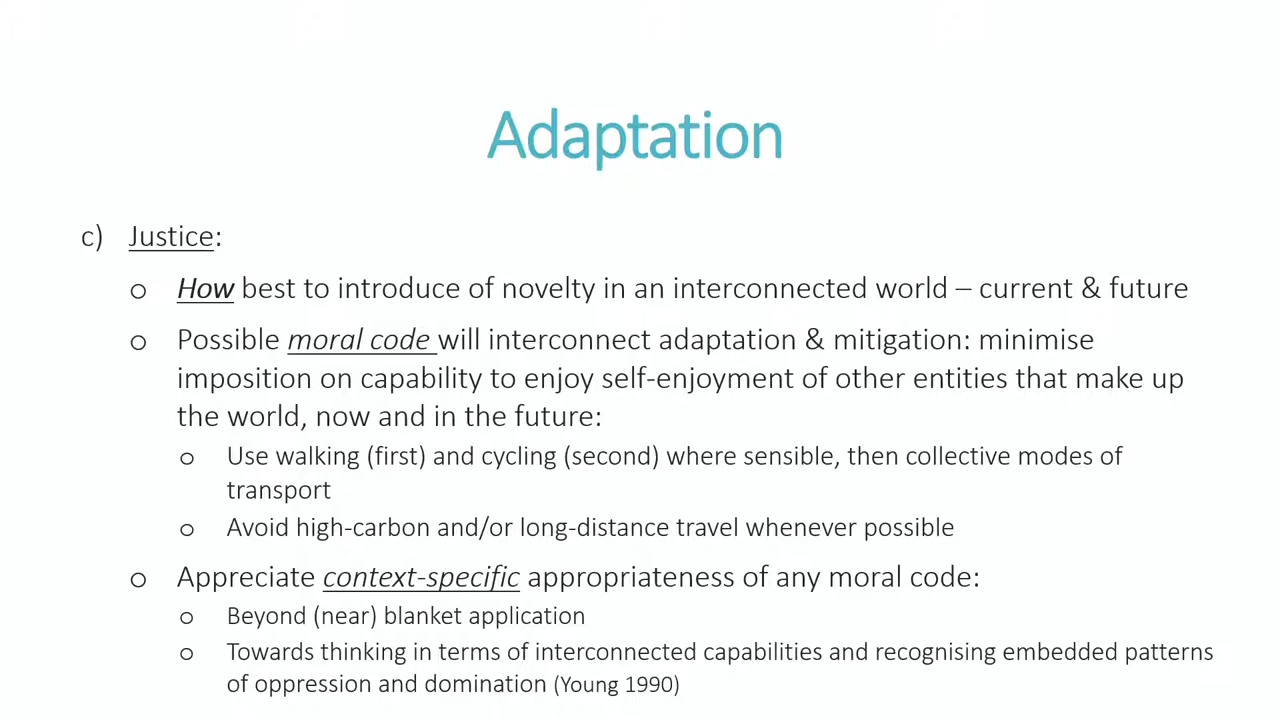 Adaptation
c) Justice:
o How best to introduce of novelty in an interconnected world – current & future
o Possible moral code will interconnect adaptation & mitigation: minimise
imposition on capability to enjoy self-enjoyment of other entities that make up
the world, now and in the future:
o Use walking (first) and cycling (second) where sensible, then collective modes of
transport
o Avoid high-carbon and/or long-distance travel whenever possible
o Appreciate context-specific appropriateness of any moral code:
o Beyond (near) blanket application
o Towards thinking in terms of interconnected capabilities and recognising embedded patterns
of oppression and domination (Young 1990)